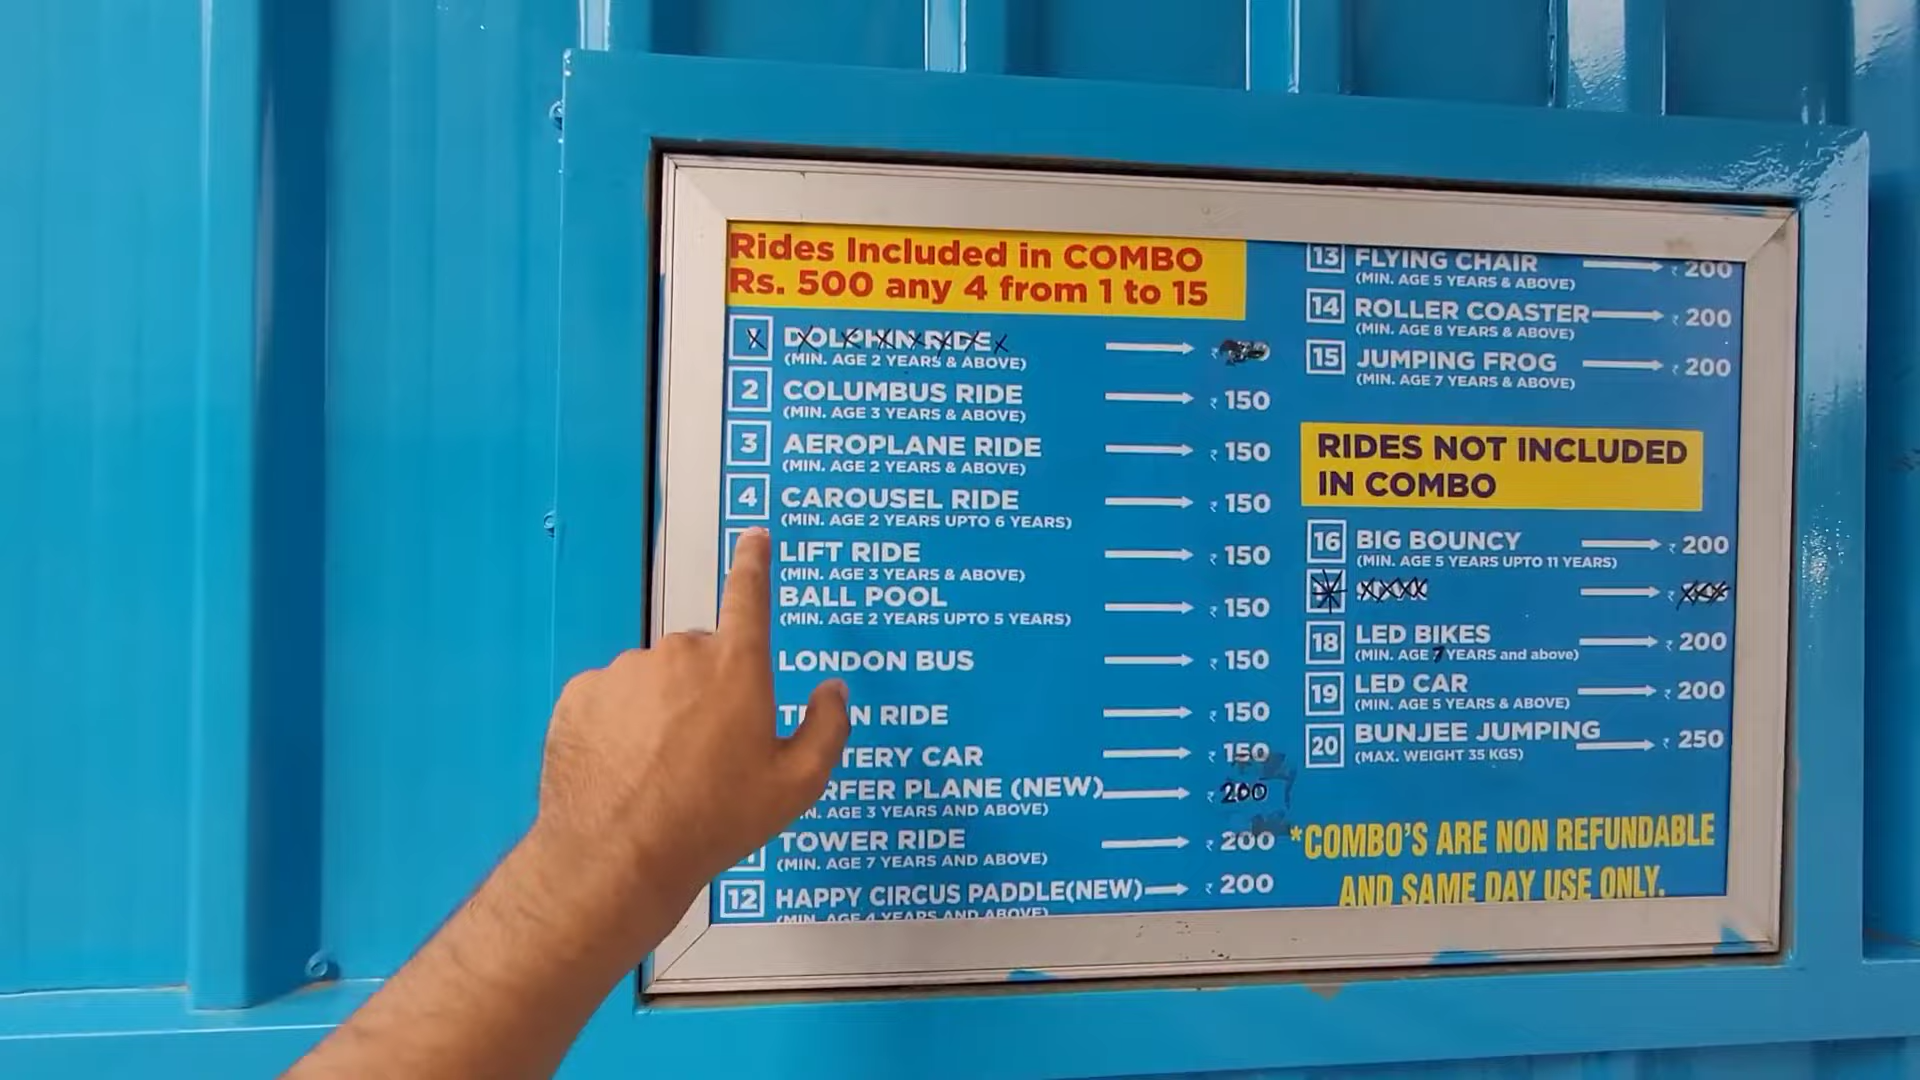 Rides Included in COMBO
Rs. 500 any 4 from 1 to 15
1 DOLPHIN RIDE
(MIN. AGE 2 YEARS & ABOVE) ₹
2 COLUMBUS RIDE ₹ 150
(MIN. AGE 3 YEARS & ABOVE)
3 AEROPLANE RIDE ₹ 150
(MIN. AGE 2 YEARS & ABOVE)
4 CAROUSEL RIDE ₹ 150
(MIN. AGE 2 YEARS UPTO 6 YEARS)
LIFT RIDE ₹ 150
(MIN. AGE 3 YEARS & ABOVE)
BALL POOL ₹ 150
(MIN. AGE 2 YEARS UPTO 5 YEARS)
LONDON BUS ₹ 150
RIDE ₹ 150
TERY CAR ₹ 150
RFER PLANE (NEW) ₹ 200
N. AGE 3 YEARS AND ABOVE)
TOWER RIDE ₹ 200
(MIN. AGE 7 YEARS AND ABOVE)
12 HAPPY CIRCUS PADDLE(NEW) ₹ 200
(MIN. AGE 4 YEARS AND ABOVE)
13 FLYING CHAIR ₹ 200
(MIN. AGE 5 YEARS & ABOVE)
14 ROLLER COASTER ₹ 200
(MIN. AGE 8 YEARS & ABOVE)
15 JUMPING FROG ₹ 200
(MIN. AGE 7 YEARS & ABOVE)
RIDES NOT INCLUDED
IN COMBO
16 BIG BOUNCY ₹ 200
(MIN. AGE 5 YEARS UPTO 11 YEARS)
₹
18 LED BIKES ₹ 200
(MIN. AGE 7 YEARS and above)
19 LED CAR ₹ 200
(MIN. AGE 5 YEARS & ABOVE)
20 BUNJEE JUMPING ₹ 250
(MAX. WEIGHT 35 KGS)
*COMBO'S ARE NON REFUNDABLE
AND SAME DAY USE ONLY.